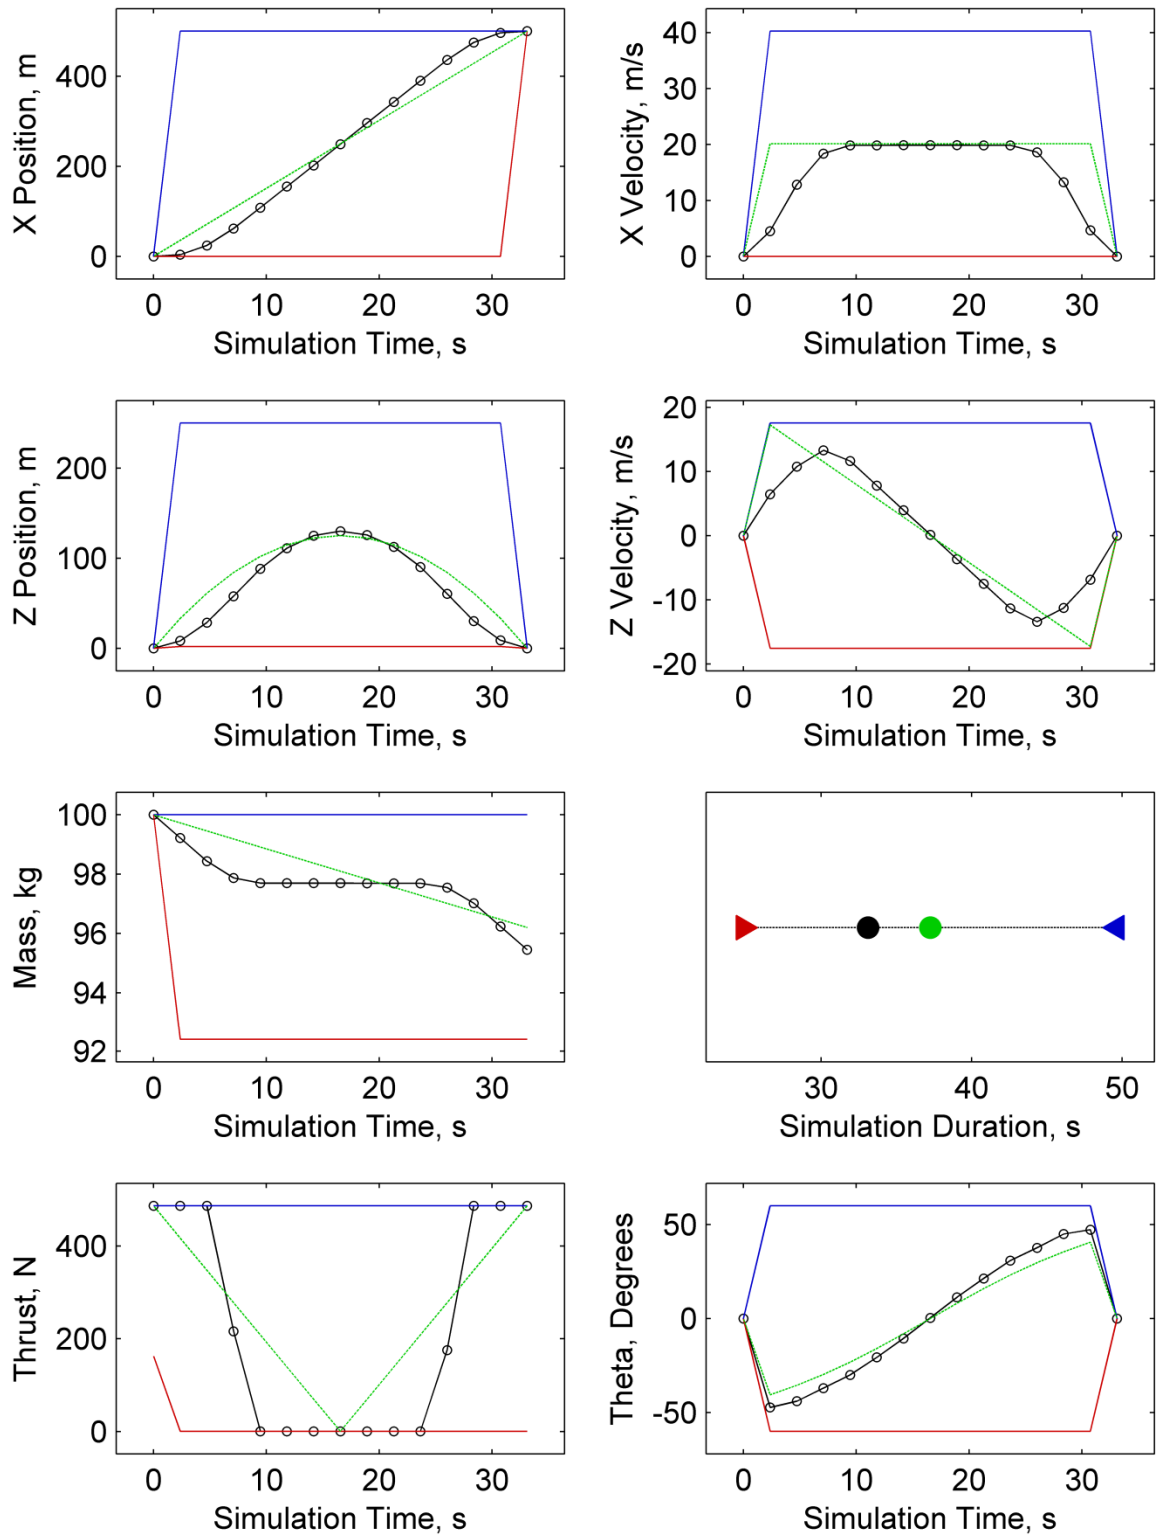 X Position, m
400
200
0
0 10 20 30
Simulation Time, s
X Velocity, m/s
40
30
20
10
0
0 10 20 30
Simulation Time, s
Z Position, m
200
100
0
0 10 20 30
Simulation Time, s
Z Velocity, m/s
20
10
0
-10
-20
0 10 20 30
Simulation Time, s
Mass, kg
100
98
96
94
92
0 10 20 30
Simulation Time, s
30 40 50
Simulation Duration, s
Thrust, N
400
200
0
0 10 20 30
Simulation Time, s
Theta, Degrees
50
0
-50
0 10 20 30
Simulation Time, s